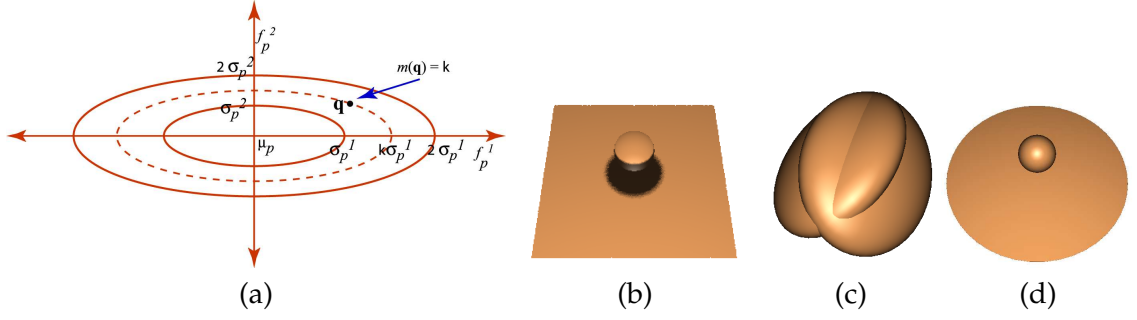 f_p^2
2 σ_p^2
m(q) = k
q
σ_p^2
μ_p
σ_p^1
kσ_p^1
2 σ_p^1
f_p^1
(a)
(b)
(c)
(d)